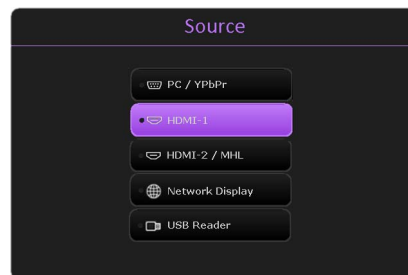 Source
PC / YPbPr
HDMI-1
HDMI-2 / MHL
Network Display
USB Reader